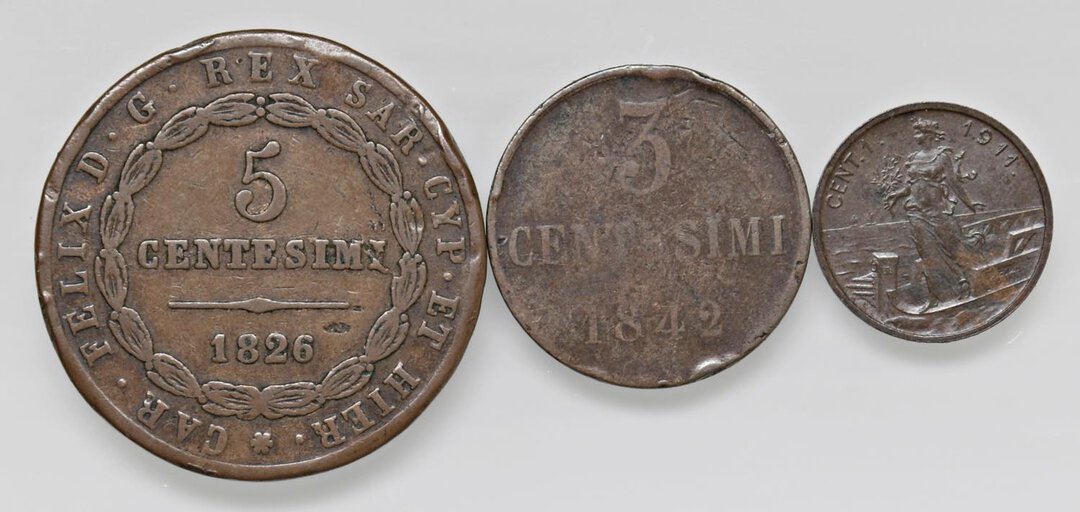 CAR · FELIX D · G · REX SAR · CYP · ET HIER ·
5
CENTESIMI
1826
3
CENTESIMI
1842
CENT. 1. 1911.